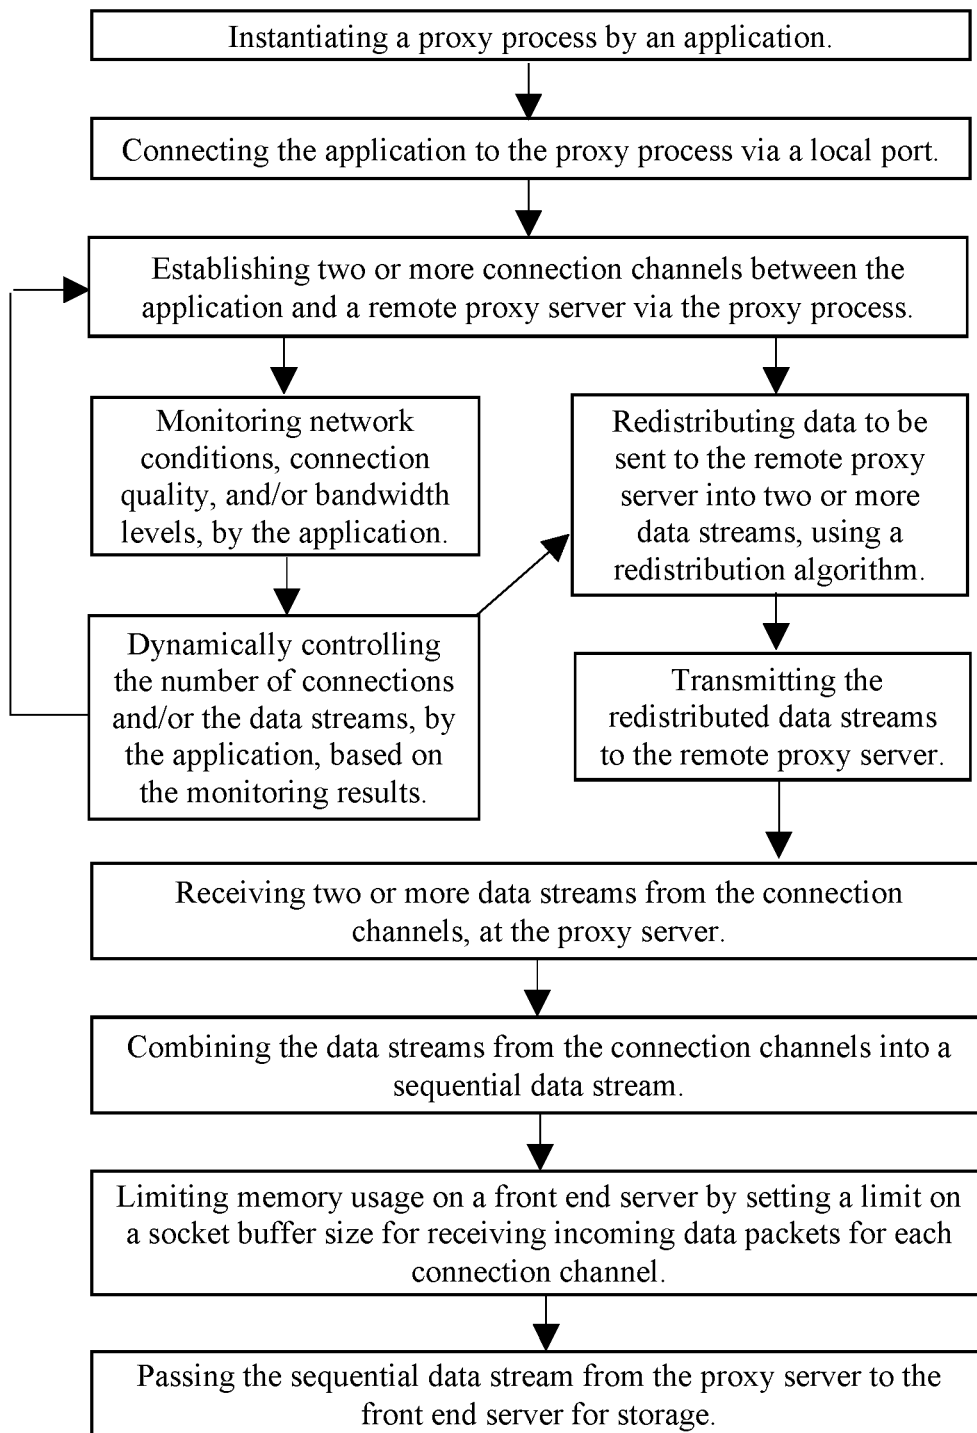 Instantiating a proxy process by an application.
Connecting the application to the proxy process via a local port.
Establishing two or more connection channels between the
application and a remote proxy server via the proxy process.
Monitoring network
conditions, connection
quality, and/or bandwidth
levels, by the application.
Redistributing data to be
sent to the remote proxy
server into two or more
data streams, using a
redistribution algorithm.
Dynamically controlling
the number of connections
and/or the data streams, by
the application, based on
the monitoring results.
Transmitting the
redistributed data streams
to the remote proxy server.
Receiving two or more data streams from the connection
channels, at the proxy server.
Combining the data streams from the connection channels into a
sequential data stream.
Limiting memory usage on a front end server by setting a limit on
a socket buffer size for receiving incoming data packets for each
connection channel.
Passing the sequential data stream from the proxy server to the
front end server for storage.